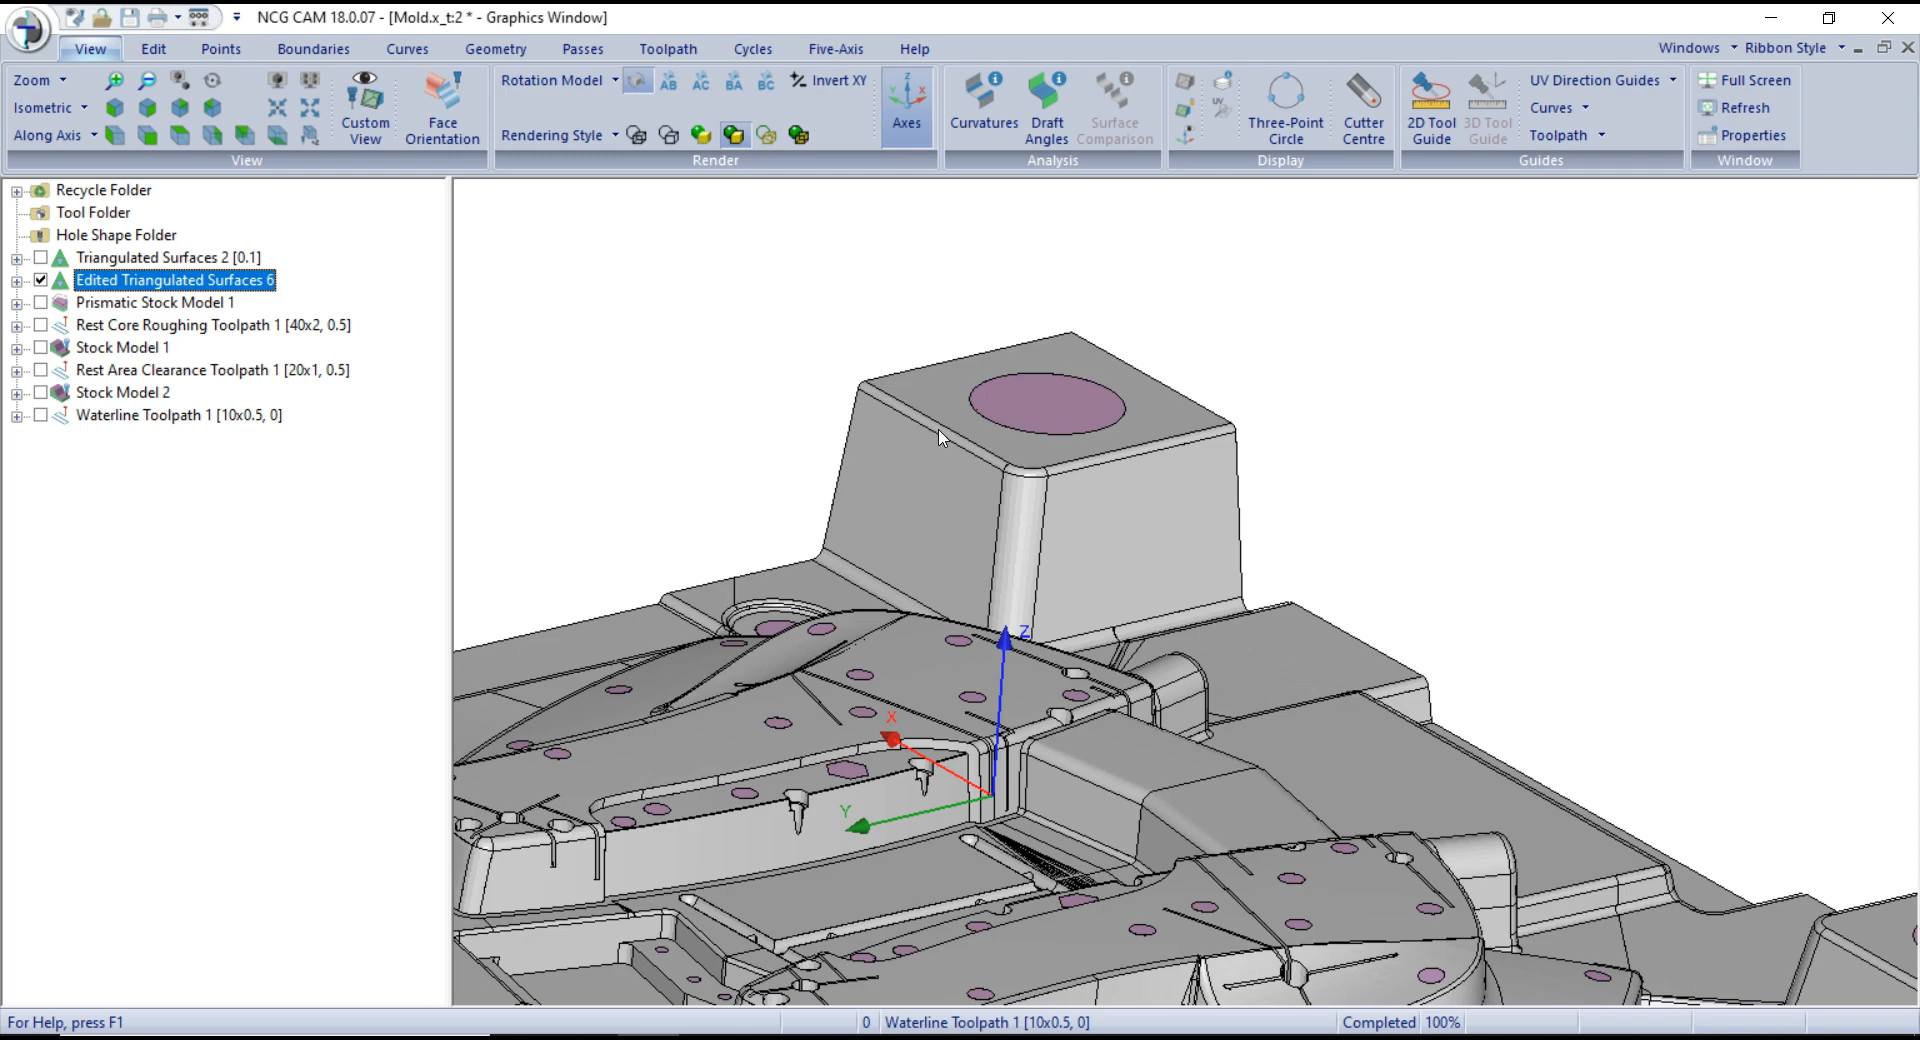 NCG CAM 18.0.07 - [Mold.x_t:2 * - Graphics Window]
View Edit Points Boundaries Curves Geometry Passes Toolpath Cycles Five-Axis Help Windows Ribbon Style
Zoom
Isometric
Along Axis
Custom View
Face Orientation
View
Rotation Model AB AC BA BC Invert XY
Rendering Style
Axes
Render
Curvatures
Draft Angles
Surface Comparison
Analysis
UV
Three-Point Circle
Cutter Centre
Display
2D Tool Guide
3D Tool Guide
UV Direction Guides
Curves
Toolpath
Guides
Full Screen
Refresh
Properties
Window
Recycle Folder
Tool Folder
Hole Shape Folder
Triangulated Surfaces 2 [0.1]
Edited Triangulated Surfaces 6
Prismatic Stock Model 1
Rest Core Roughing Toolpath 1 [40x2, 0.5]
Stock Model 1
Rest Area Clearance Toolpath 1 [20x1, 0.5]
Stock Model 2
Waterline Toolpath 1 [10x0.5, 0]
Z
X
Y
For Help, press F1 0 Waterline Toolpath 1 [10x0.5, 0] Completed 100%